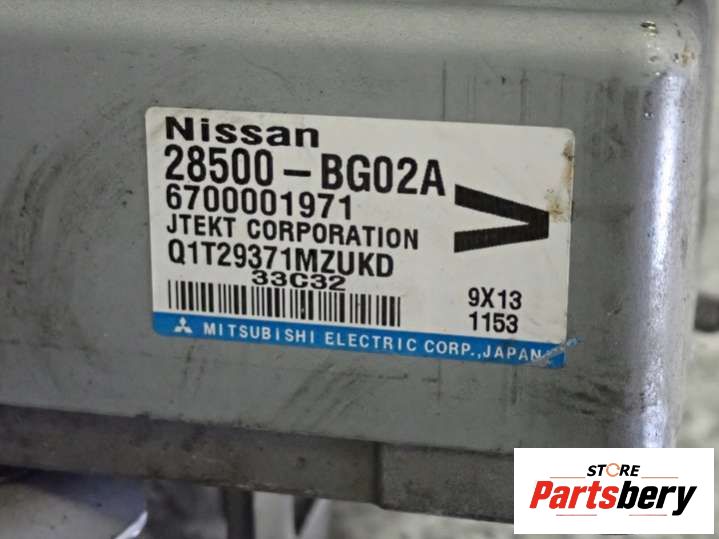 Nissan
28500-BG02A
6700001971
JTEKT CORPORATION
Q1T29371MZUKD
33C32
V
9X13
1153
MITSUBISHI ELECTRIC CORP., JAPAN
STORE
Partsbery